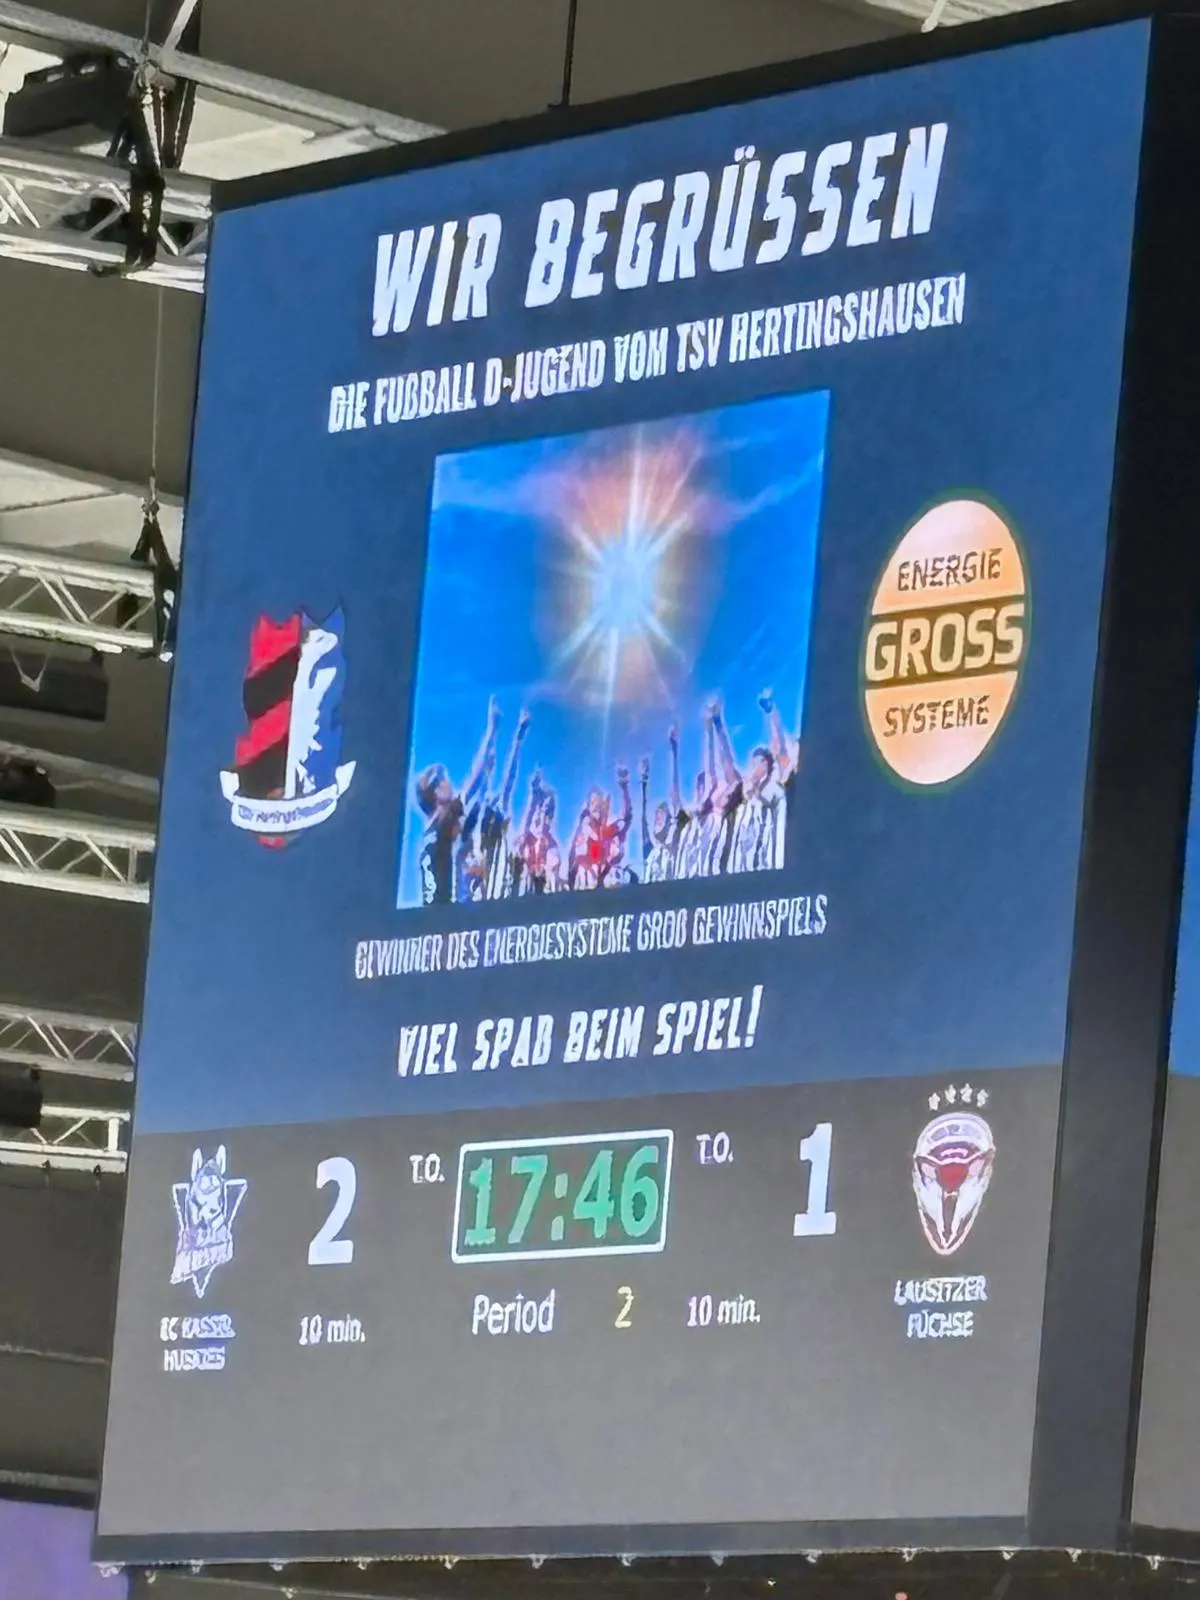 WIR BEGRÜSSEN
DIE FUßBALL D-JUGEND VOM TSV HERTINGSHAUSEN
ENERGIE
GROSS
SYSTEME
GEWINNER DES ENERGIESYSTEME GROß GEWINNSPIELS
VIEL SPAß BEIM SPIEL!
2 T.O. 17:46 T.O. 1
10 min. Period 2 10 min.
EC KASSEL
HUSKIES
LAUSITZER
FÜCHSE